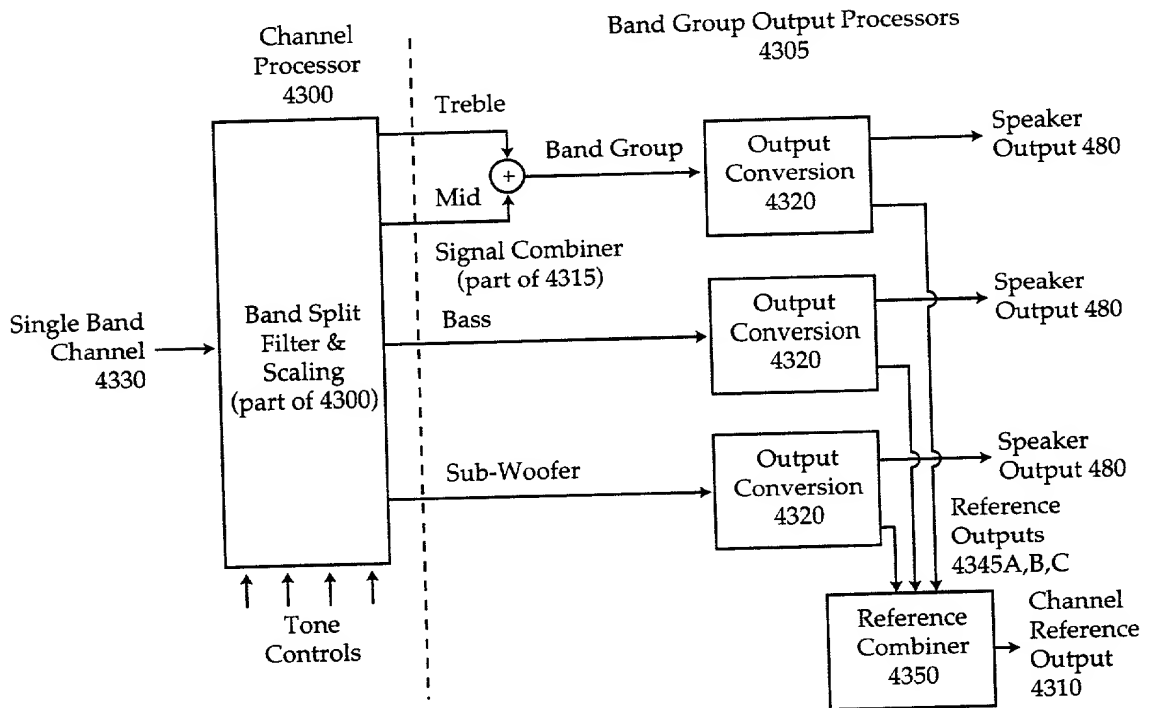 Channel
Processor
4300
Band Group Output Processors
4305
Treble
Mid
+
Band Group
Signal Combiner
(part of 4315)
Output
Conversion
4320
Speaker
Output 480
Single Band
Channel
4330
Band Split
Filter &
Scaling
(part of 4300)
Bass
Output
Conversion
4320
Speaker
Output 480
Sub-Woofer
Output
Conversion
4320
Speaker
Output 480
Reference
Outputs
4345A,B,C
Tone
Controls
Reference
Combiner
4350
Channel
Reference
Output
4310